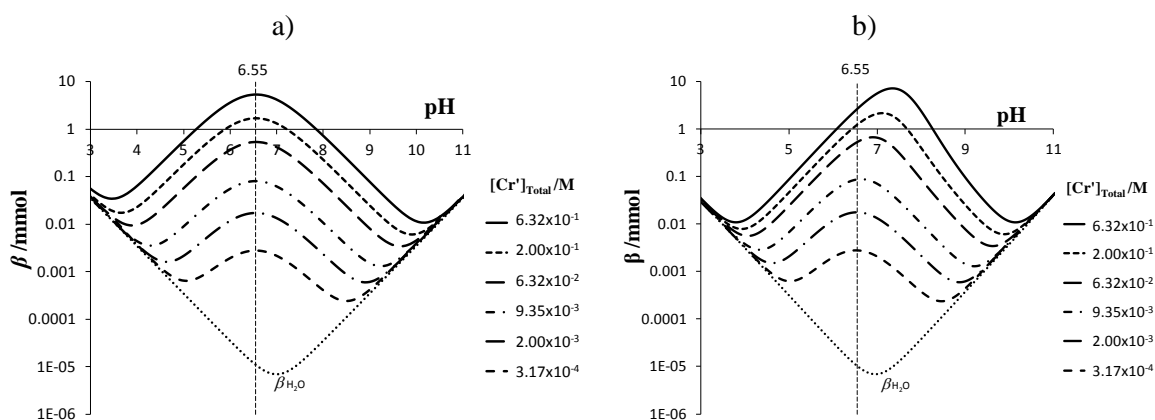 a)
6.55
10
pH
1
3 4 5 6 7 8 9 10 11
0.1
0.01
0.001
0.0001
1E-05
1E-06
β /mmol
βH₂O
[Cr']Total/M
6.32x10⁻¹
2.00x10⁻¹
6.32x10⁻²
9.35x10⁻³
2.00x10⁻³
3.17x10⁻⁴
b)
6.55
10
pH
1
3 5 7 9 11
0.1
0.01
0.001
0.0001
1E-05
1E-06
β /mmol
βH₂O
[Cr']Total/M
6.32x10⁻¹
2.00x10⁻¹
6.32x10⁻²
9.35x10⁻³
2.00x10⁻³
3.17x10⁻⁴